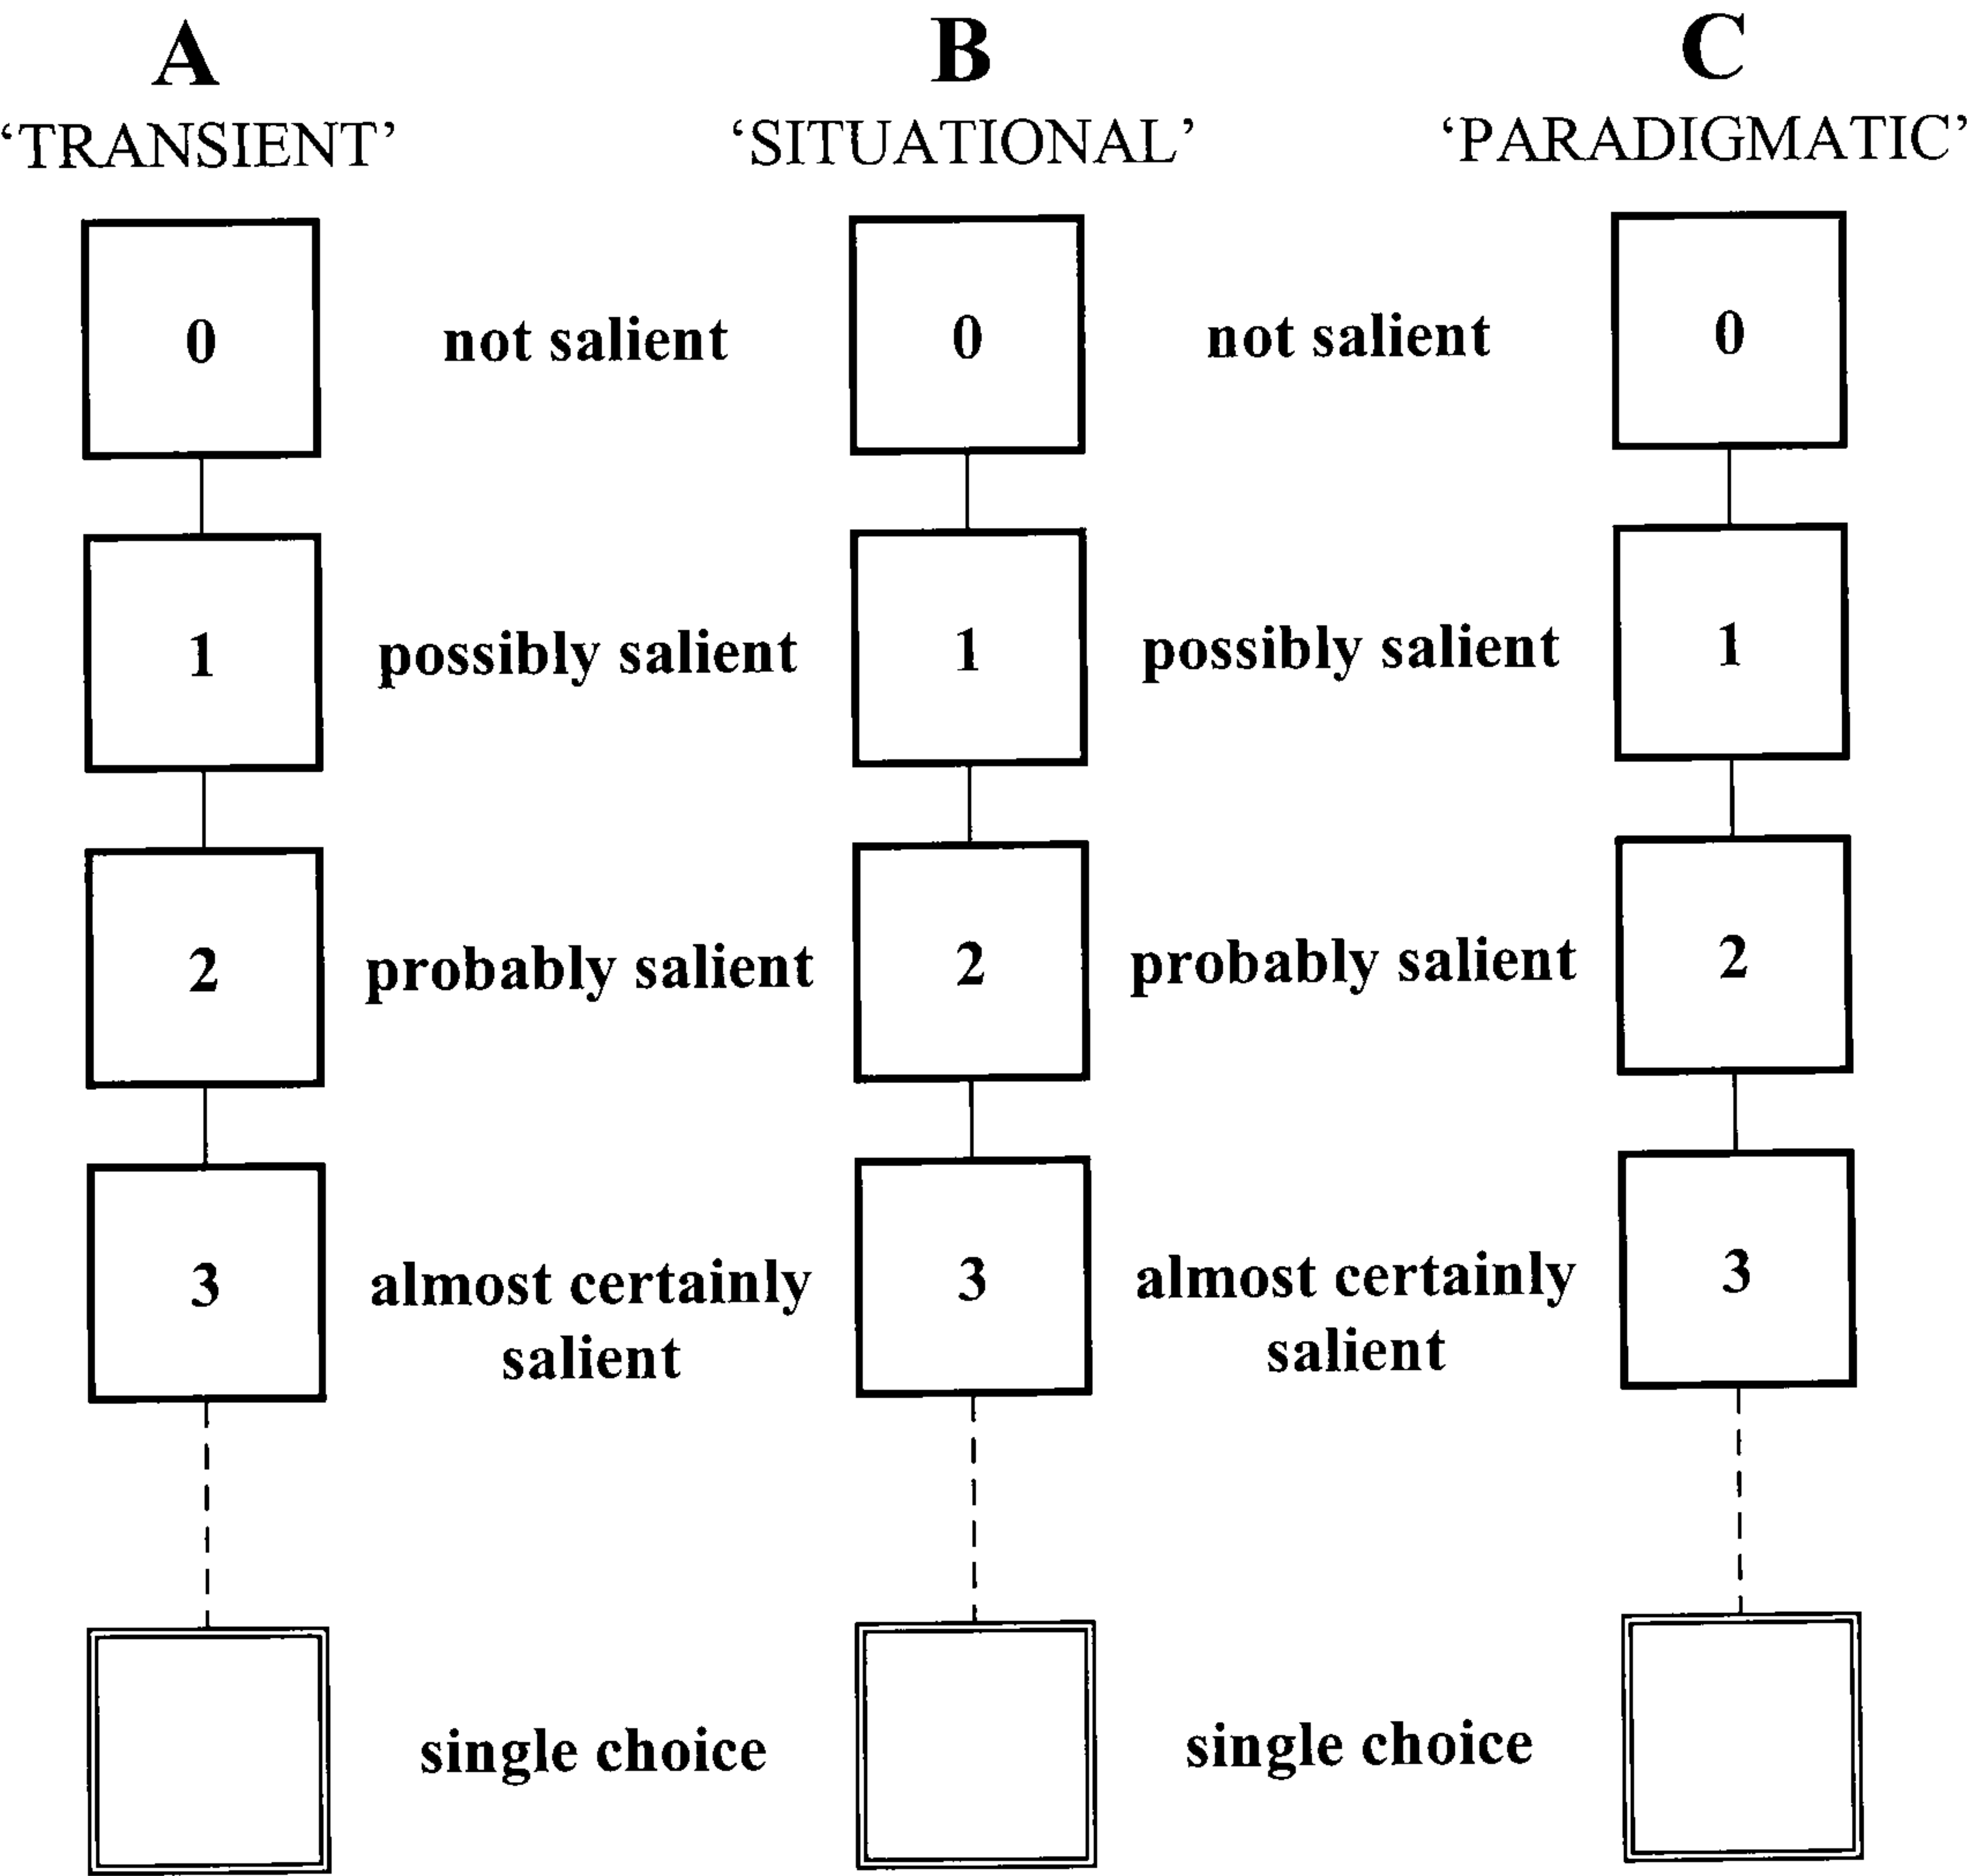 A B C
‘TRANSIENT’ ‘SITUATIONAL’ ‘PARADIGMATIC’
0 not salient 0 not salient 0
1 possibly salient 1 possibly salient 1
2 probably salient 2 probably salient 2
3 almost certainly 3 almost certainly 3
salient salient
single choice single choice